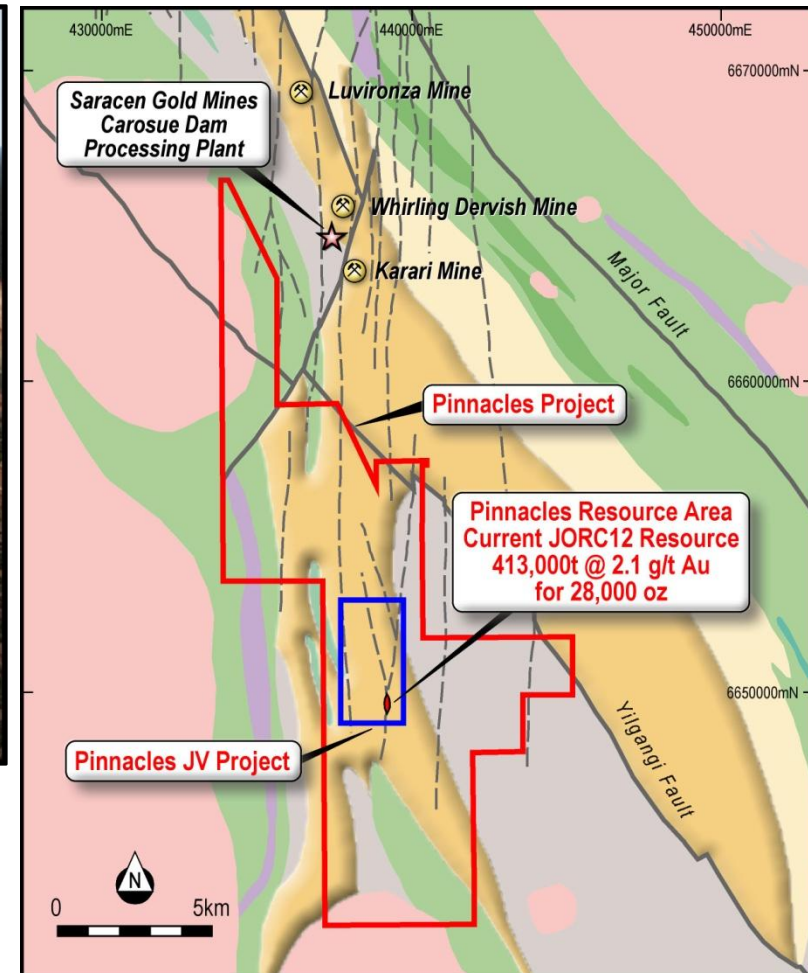 430000mE
440000mE
450000mE
6670000mN
Saracen Gold Mines
Carosue Dam
Processing Plant
Luvironza Mine
Whirling Dervish Mine
Karari Mine
Major Fault
6660000mN
Pinnacles Project
Pinnacles Resource Area
Current JORC12 Resource
413,000t @ 2.1 g/t Au
for 28,000 oz
6650000mN
Pinnacles JV Project
Yilgangi Fault
N
0
5km